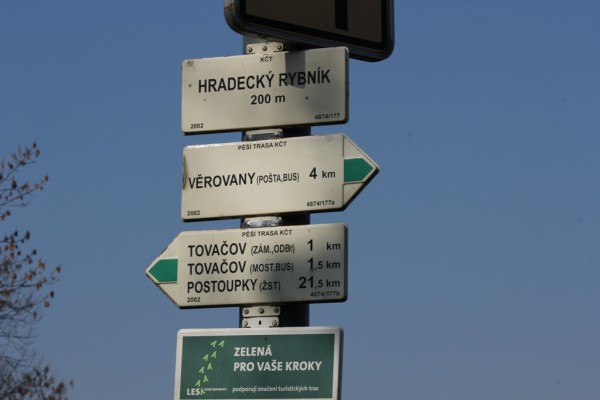 KČT
HRADECKÝ RYBNÍK
200 m
2002 4874/177
PĚŠÍ TRASA KČT
VĚROVANY (POŠTA,BUS) 4 km
2002 4874/177a
PĚŠÍ TRASA KČT
TOVAČOV (ZÁM.,ODB!) 1 km
TOVAČOV (MOST,BUS) 1,5 km
POSTOUPKY (ŽST) 21,5 km
2002 4874/177b
ZELENÁ
PRO VAŠE KROKY
LES podporují značení turistických tras